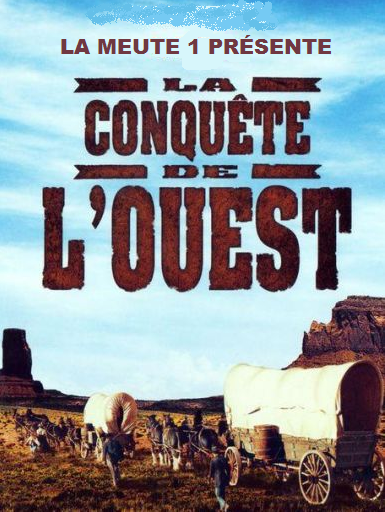 LA MEUTE 1 PRÉSENTE
LA
CONQUÊTE
DE
L'OUEST